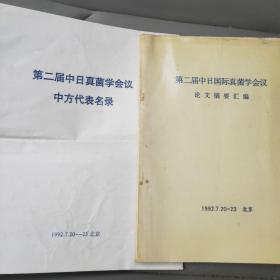 第二届中日真菌学会议
中方代表名录
1992.7.20—23 北京
第二届中日国际真菌学会议
论文摘要汇编
1992.7.20-23 北京